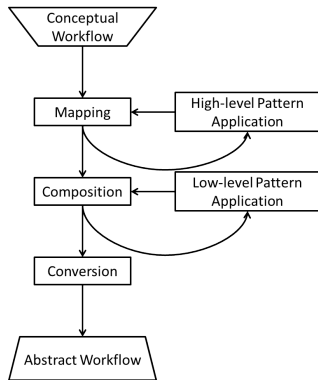 Conceptual
Workflow
Mapping
High-level Pattern
Application
Composition
Low-level Pattern
Application
Conversion
Abstract Workflow